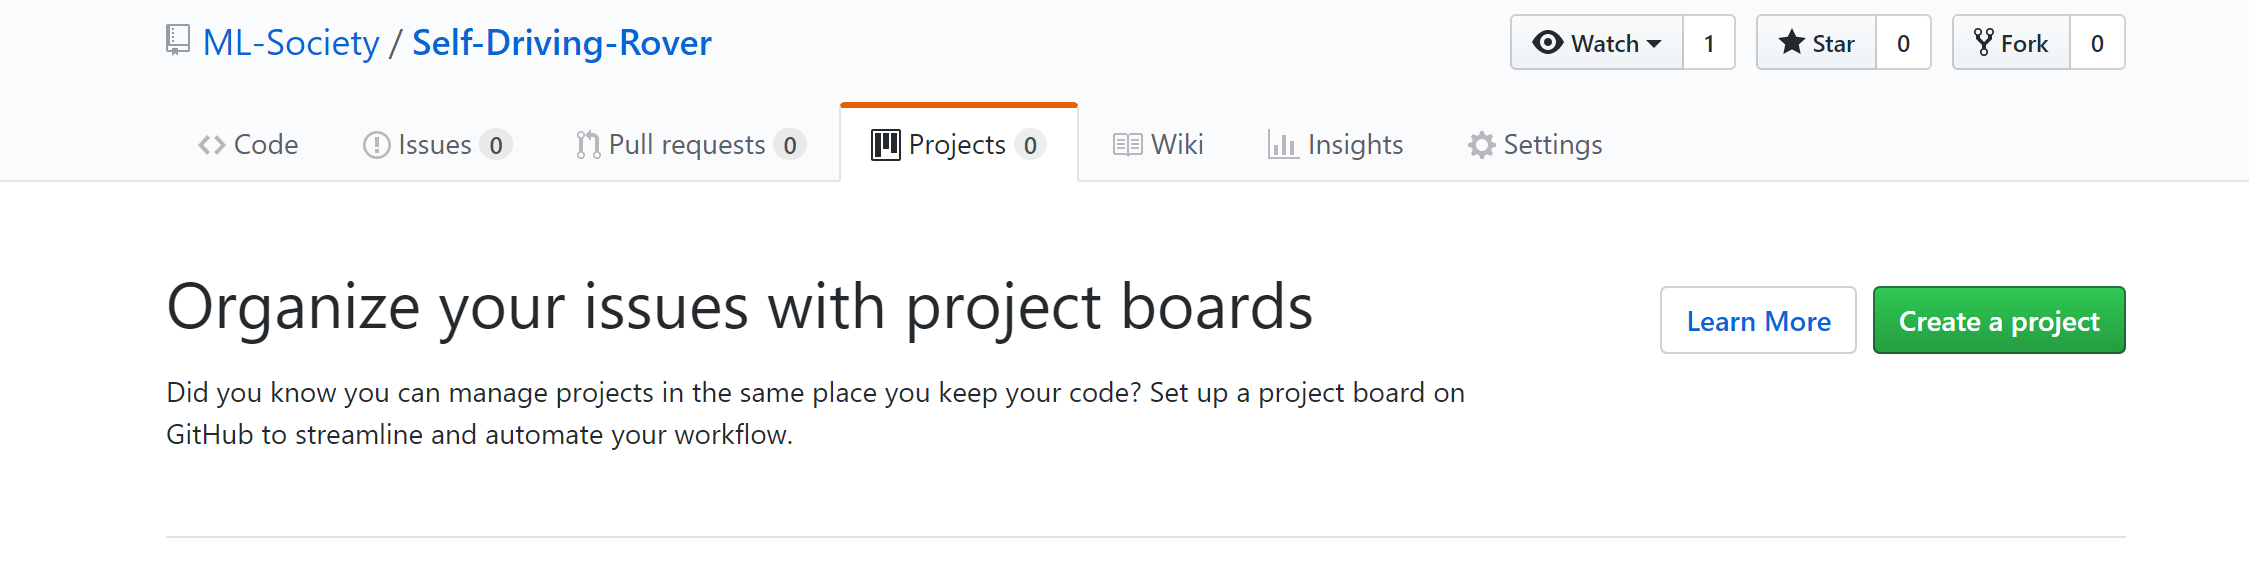 ML-Society / Self-Driving-Rover
Watch 1 Star 0 Fork 0
Code Issues 0 Pull requests 0 Projects 0 Wiki Insights Settings
Organize your issues with project boards
Learn More Create a project
Did you know you can manage projects in the same place you keep your code? Set up a project board on
GitHub to streamline and automate your workflow.